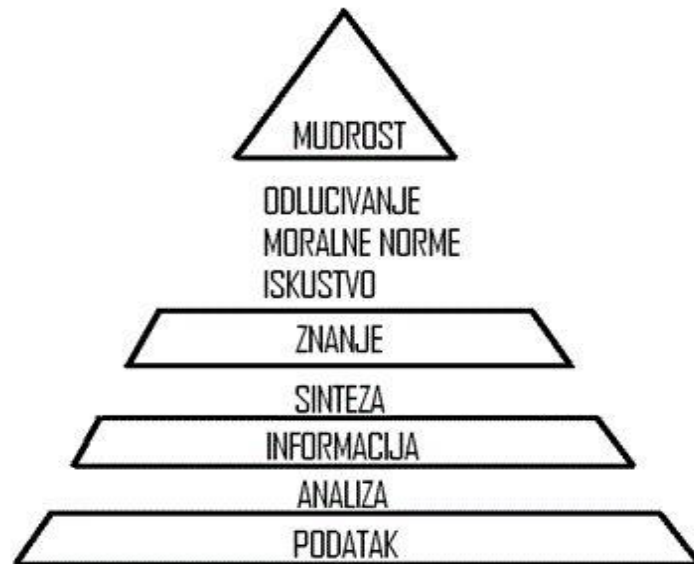 MUDROST
ODLUCIVANJE
MORALNE NORME
ISKUSTVO
ZNANJE
SINTEZA
INFORMACIJA
ANALIZA
PODATAK